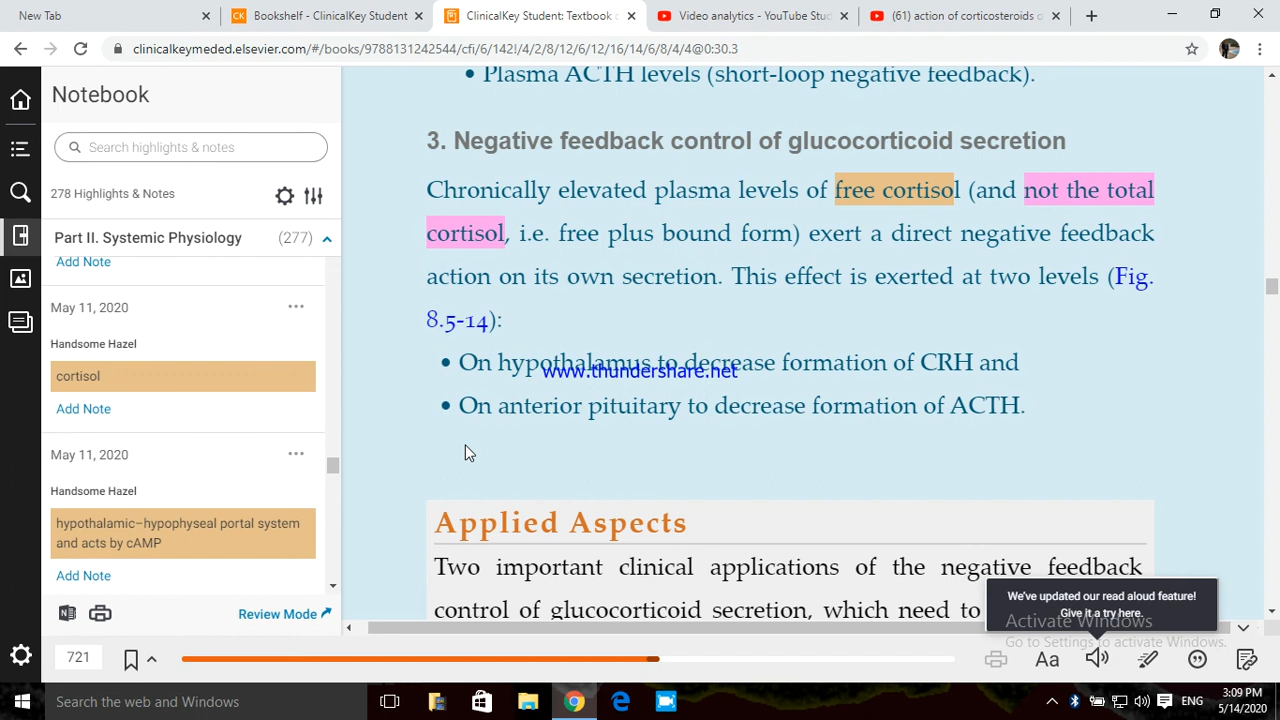 New Tab
Bookshelf - ClinicalKey Student
ClinicalKey Student: Textbook
Video analytics - YouTube Stu
(61) action of corticosteroids o
clinicalkeymeded.elsevier.com/#/books/9788131242544/cfi/6/142!/4/2/8/12/6/12/16/14/6/8/4/4@0:30.3
Notebook
Search highlights & notes
278 Highlights & Notes
Part II. Systemic Physiology (277)
Add Note
May 11, 2020
Handsome Hazel
cortisol
Add Note
May 11, 2020
Handsome Hazel
hypothalamic–hypophyseal portal system
and acts by cAMP
Add Note
Review Mode
721
• Plasma ACTH levels (short-loop negative feedback).
3. Negative feedback control of glucocorticoid secretion
Chronically elevated plasma levels of free cortisol (and not the total
cortisol, i.e. free plus bound form) exert a direct negative feedback
action on its own secretion. This effect is exerted at two levels (Fig.
8.5-14):
• On hypothalamus to decrease formation of CRH and
www.thundershare.net
• On anterior pituitary to decrease formation of ACTH.
Applied Aspects
Two important clinical applications of the negative feedback
control of glucocorticoid secretion, which need to
We've updated our read aloud feature!
Give it a try here.
Activate Windows
Go to Settings to activate Windows.
Aa
Search the web and Windows
ENG
3:09 PM
5/14/2020